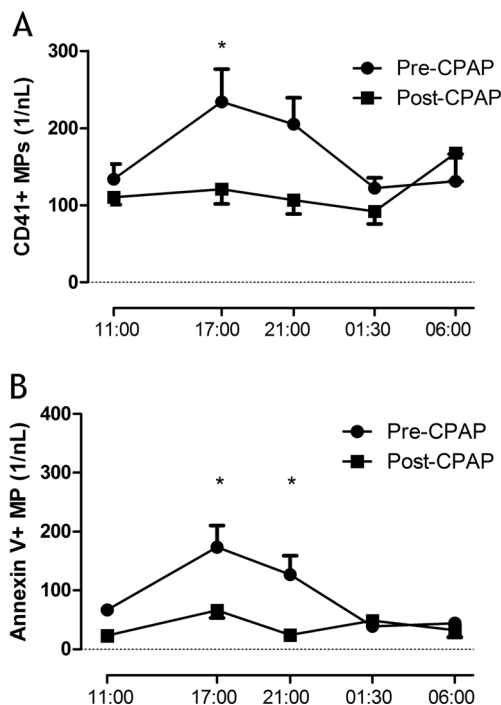 A
CD41+ MPs (1/nL)
300
200
100
0
*
Pre-CPAP
Post-CPAP
11:00 17:00 21:00 01:30 06:00
B
Annexin V+ MP (1/nL)
400
300
200
100
0
* *
Pre-CPAP
Post-CPAP
11:00 17:00 21:00 01:30 06:00